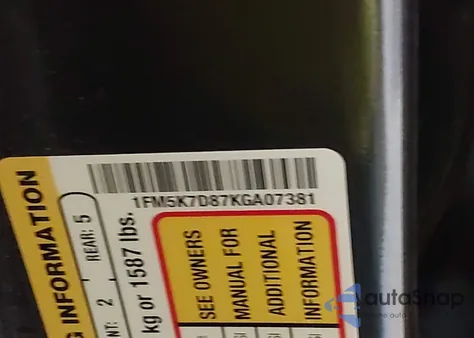 1FM5K7D87KGA07381
G INFORMATION
NT: 2 REAR: 5
kg or 1587 lbs.
SEE OWNERS
MANUAL FOR
ADDITIONAL
INFORMATION
autoSnap